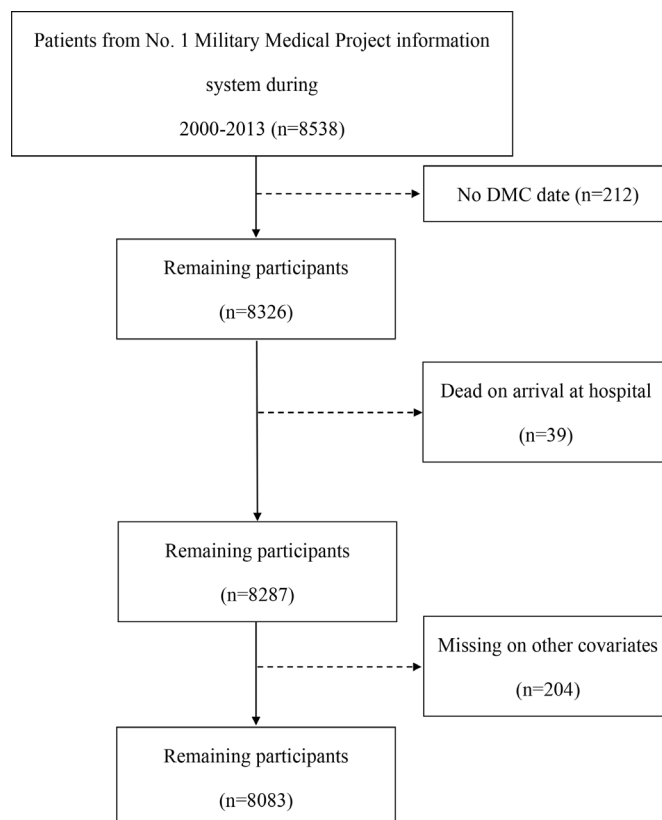 Patients from No. 1 Military Medical Project information
system during
2000-2013 (n=8538)
No DMC date (n=212)
Remaining participants
(n=8326)
Dead on arrival at hospital
(n=39)
Remaining participants
(n=8287)
Missing on other covariates
(n=204)
Remaining participants
(n=8083)